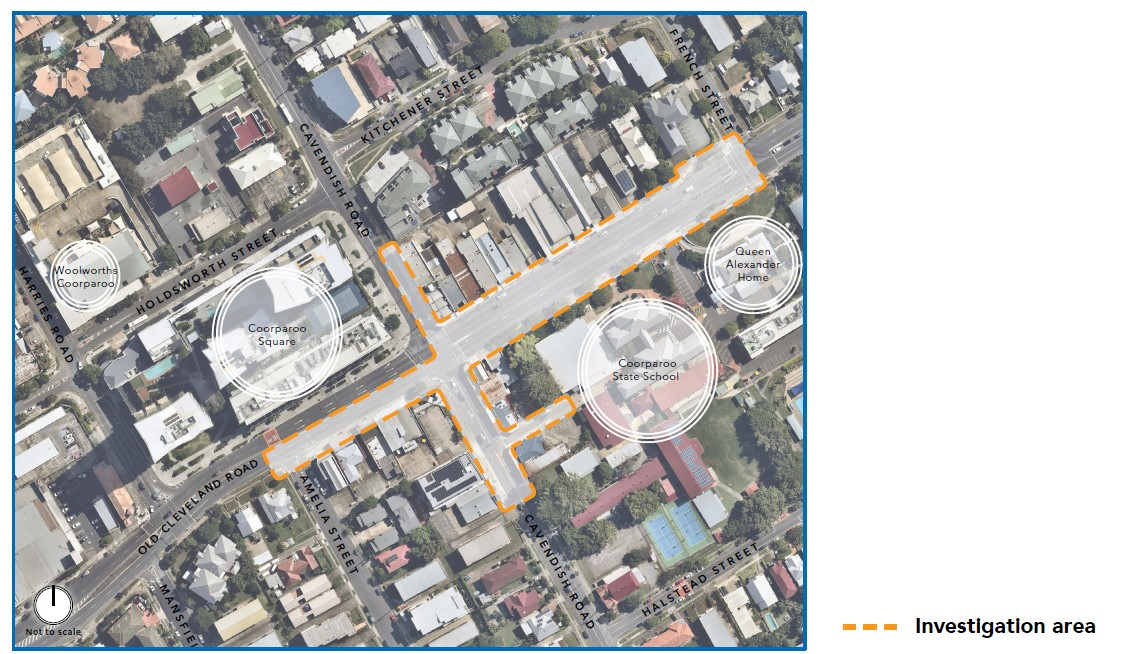 FRENCH STREET
KITCHENER STREET
CAVENDISH ROAD
HOLDSWORTH STREET
Woolworths
Coorparoo
HARRIES ROAD
Queen
Alexander
Home
Coorparoo
Square
Coorparoo
State School
OLD CLEVELAND ROAD
AMELIA STREET
CAVENDISH ROAD
HALSTEAD STREET
MANSFIE
Not to scale
Investigation area